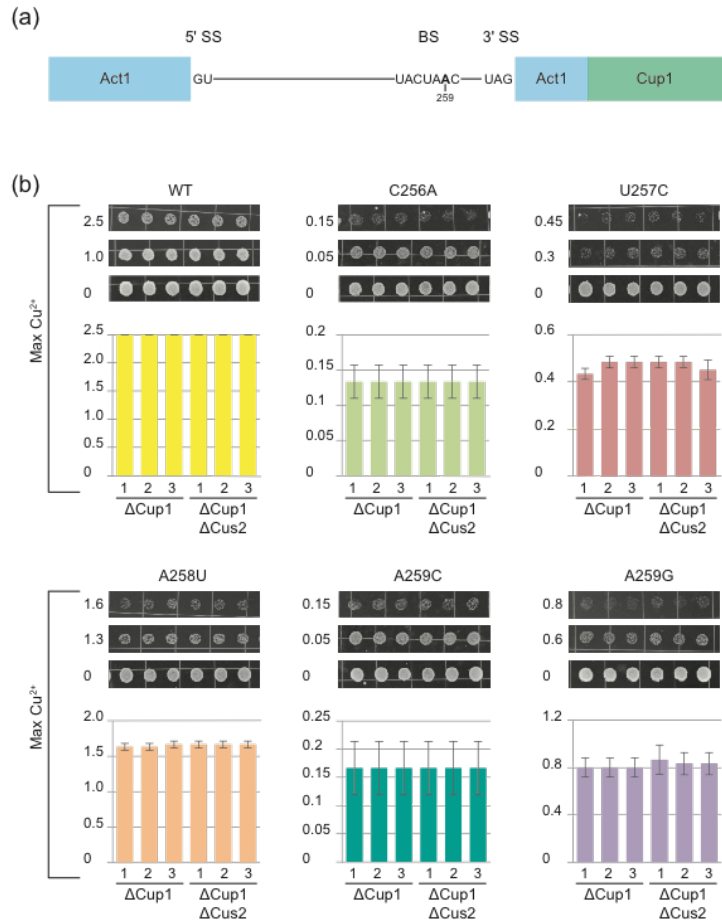 (a)
5' SS BS 3' SS
Act1 GU UACUAAC UAG Act1 Cup1
259
(b)
WT C256A U257C
2.5 0.15 0.45
1.0 0.05 0.3
0 0 0
Max Cu2+
2.5 0.2 0.6
2.0 0.15 0.4
1.5 0.1 0.2
1.0 0.05 0
0.5 0
0
1 2 3 1 2 3 1 2 3 1 2 3 1 2 3 1 2 3
ΔCup1 ΔCup1 ΔCup1 ΔCup1 ΔCup1 ΔCup1
ΔCus2 ΔCus2 ΔCus2
A258U A259C A259G
1.6 0.15 0.8
1.3 0.05 0.6
0 0 0
Max Cu2+
2.0 0.25 1.2
1.5 0.2 0.8
1.0 0.15 0.4
0.5 0.1 0
0 0.05
0
1 2 3 1 2 3 1 2 3 1 2 3 1 2 3 1 2 3
ΔCup1 ΔCup1 ΔCup1 ΔCup1 ΔCup1 ΔCup1
ΔCus2 ΔCus2 ΔCus2